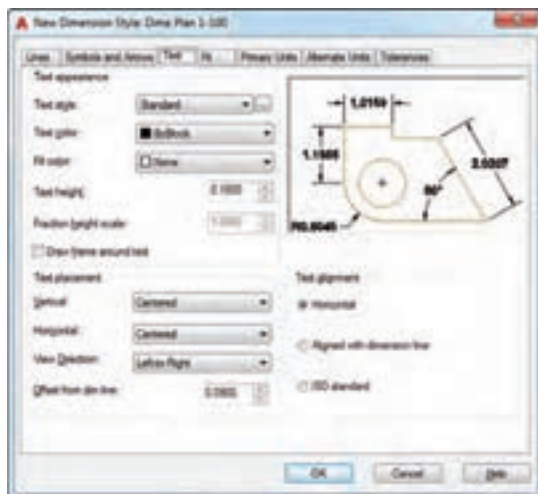 New Dimension Style: Dims Plan 1-100
Lines Symbols and Arrows Text Fit Primary Units Alternate Units Tolerances
Text appearance
Text style: Standard
Text color: ByBlock
Fill color: None
Text height:
Fraction height scale:
Draw frame around text
Text placement
Vertical: Centered
Horizontal: Centered
View Direction: Left-to-Right
Offset from dim line:
1.0159
60°
Text alignment
Horizontal
Aligned with dimension line
ISO standard
OK Cancel Help